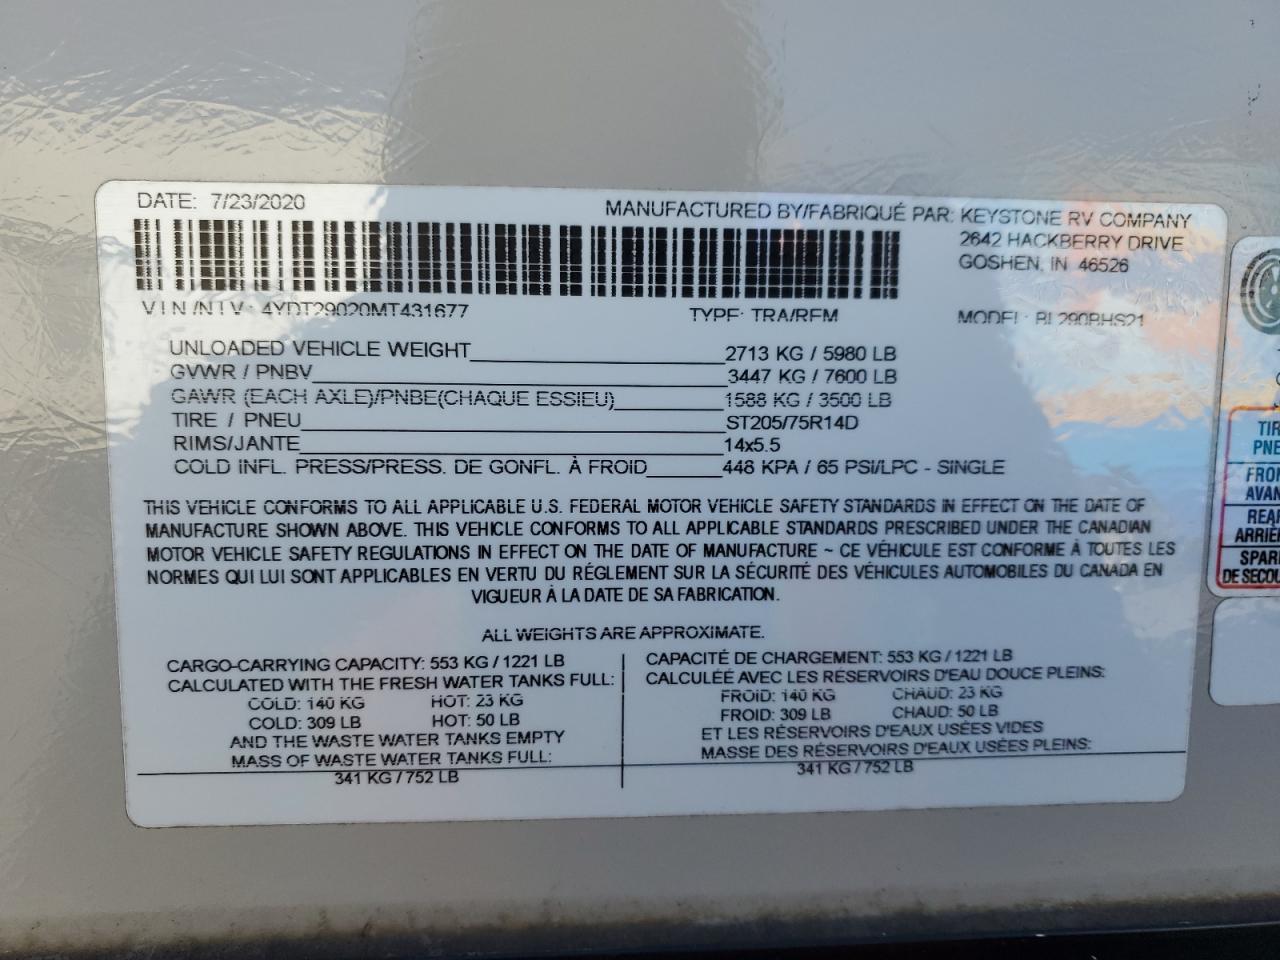 DATE: 7/23/2020
MANUFACTURED BY/FABRIQUÉ PAR: KEYSTONE RV COMPANY
2642 HACKBERRY DRIVE
GOSHEN, IN 46526
V I N /N I V : 4YDT29020MT431677 TYPE: TRA/REM MODEL: BL290BHS21
UNLOADED VEHICLE WEIGHT 2713 KG / 5980 LB
GVWR / PNBV 3447 KG / 7600 LB
GAWR (EACH AXLE)/PNBE(CHAQUE ESSIEU) 1588 KG / 3500 LB
TIRE / PNEU ST205/75R14D
RIMS/JANTE 14x5.5
COLD INFL. PRESS/PRESS. DE GONFL. À FROID 448 KPA / 65 PSI/LPC - SINGLE
THIS VEHICLE CONFORMS TO ALL APPLICABLE U.S. FEDERAL MOTOR VEHICLE SAFETY STANDARDS IN EFFECT ON THE DATE OF
MANUFACTURE SHOWN ABOVE. THIS VEHICLE CONFORMS TO ALL APPLICABLE STANDARDS PRESCRIBED UNDER THE CANADIAN
MOTOR VEHICLE SAFETY REGULATIONS IN EFFECT ON THE DATE OF MANUFACTURE ~ CE VÉHICULE EST CONFORME À TOUTES LES
NORMES QUI LUI SONT APPLICABLES EN VERTU DU RÉGLEMENT SUR LA SÉCURITÉ DES VÉHICULES AUTOMOBILES DU CANADA EN
VIGUEUR À LA DATE DE SA FABRICATION.
ALL WEIGHTS ARE APPROXIMATE.
CARGO-CARRYING CAPACITY: 553 KG / 1221 LB
CALCULATED WITH THE FRESH WATER TANKS FULL:
COLD: 140 KG HOT: 23 KG
COLD: 309 LB HOT: 50 LB
AND THE WASTE WATER TANKS EMPTY
MASS OF WASTE WATER TANKS FULL:
341 KG / 752 LB
CAPACITÉ DE CHARGEMENT: 553 KG / 1221 LB
CALCULÉE AVEC LES RÉSERVOIRS D'EAU DOUCE PLEINS:
FROID: 140 KG CHAUD: 23 KG
FROID: 309 LB CHAUD: 50 LB
ET LES RÉSERVOIRS D'EAUX USÉES VIDES
MASSE DES RÉSERVOIRS D'EAUX USÉES PLEINS:
341 KG / 752 LB
TIR
PNE
FRO
AVAN
REA
ARRIÈ
SPAR
DE SECOU